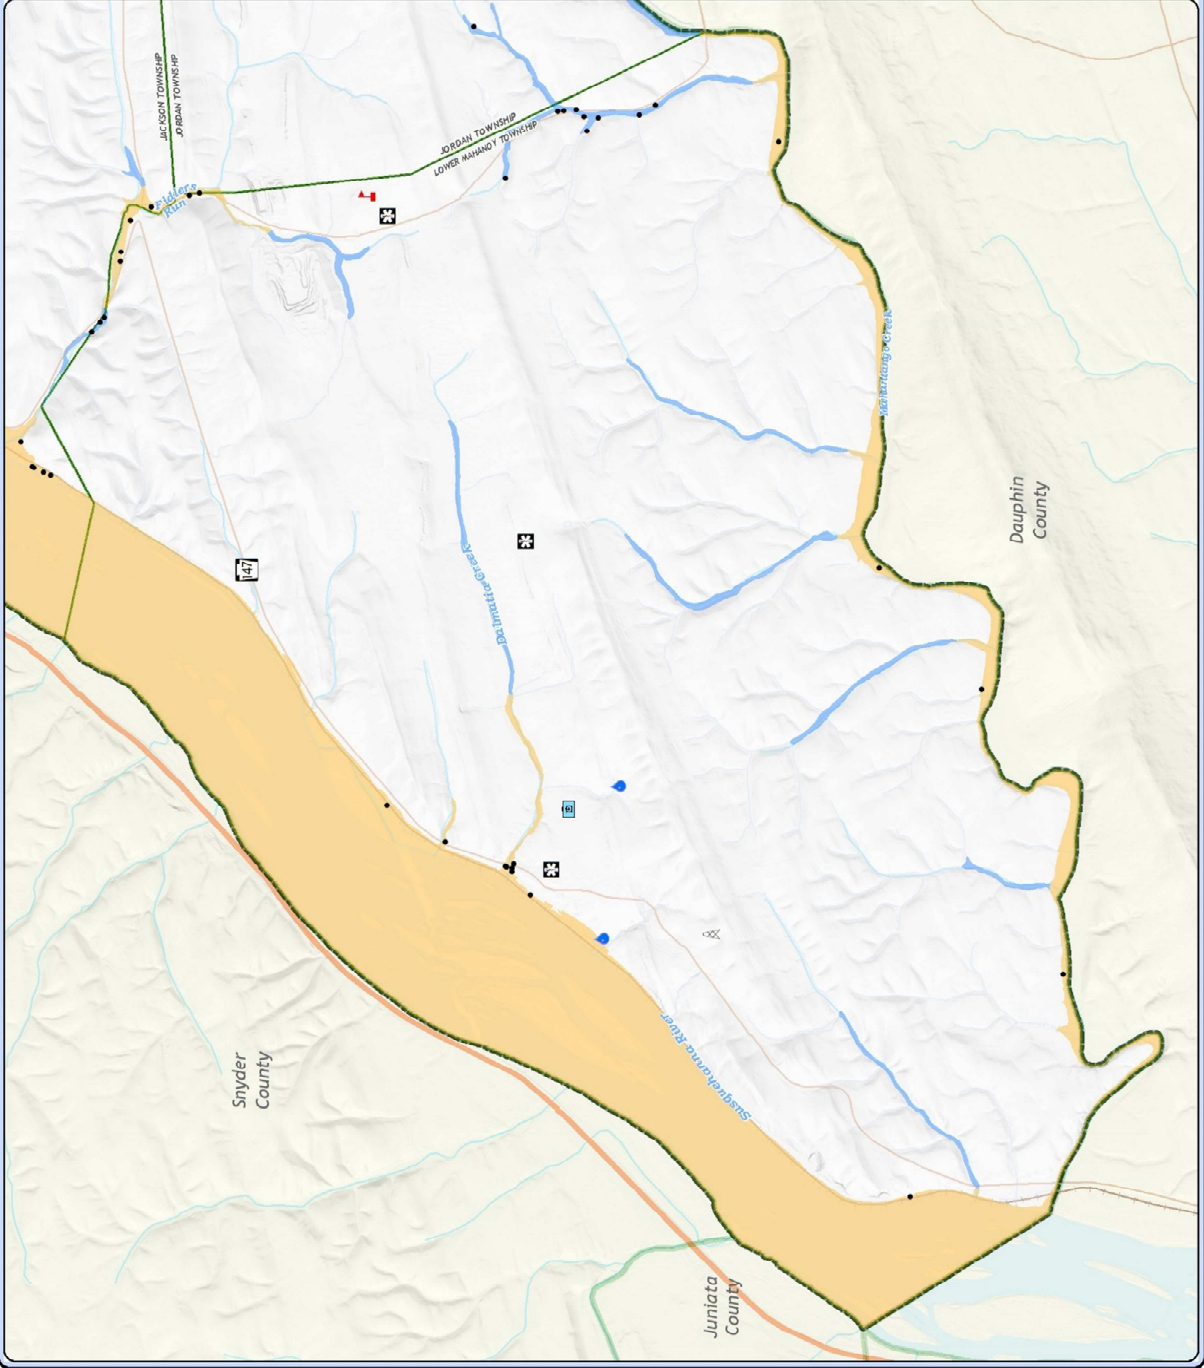 JACKSON TOWNSHIP
JORDAN TOWNSHIP
JORDAN TOWNSHIP
LOWER MAHANOY TOWNSHIP
Fidlers
Run
147
Mahantango Creek
Dalmatia Creek
Dauphin
County
Susquehanna River
Snyder
County
Juniata
County